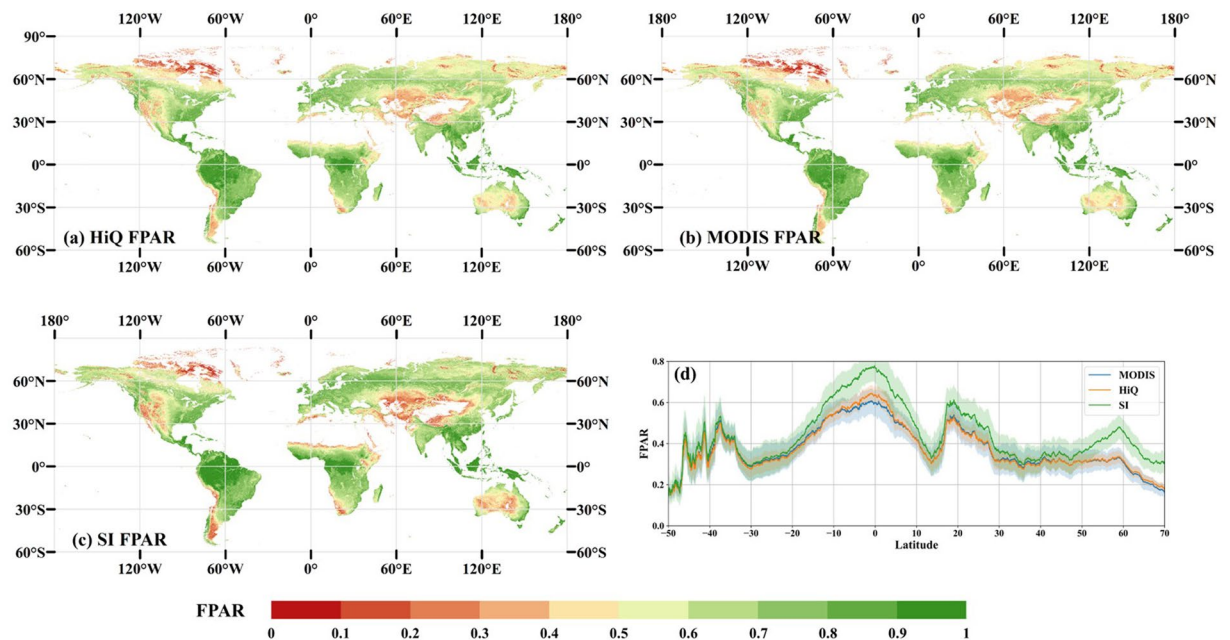 180° 120°W 60°W 0° 60°E 120°E 180° 180° 120°W 60°W 0° 60°E 120°E 180°
90°
60°N 60°N 60°N
30°N 30°N 30°N
0° 0° 0°
30°S 30°S 30°S
(a) HiQ FPAR (b) MODIS FPAR
60°S 60°S 60°S
120°W 60°W 0° 60°E 120°E 120°W 60°W 0° 60°E 120°E
180° 120°W 60°W 0° 60°E 120°E 180°
60°N 60°N
30°N 30°N
0° 0°
30°S 30°S
(c) SI FPAR
60°S 60°S
120°W 60°W 0° 60°E 120°E
(d)
MODIS
HiQ
SI
0.8
0.6
0.4
0.2
0.0
FPAR
−50 −40 −30 −20 −10 0 10 20 30 40 50 60 70
Latitude
FPAR
0 0.1 0.2 0.3 0.4 0.5 0.6 0.7 0.8 0.9 1